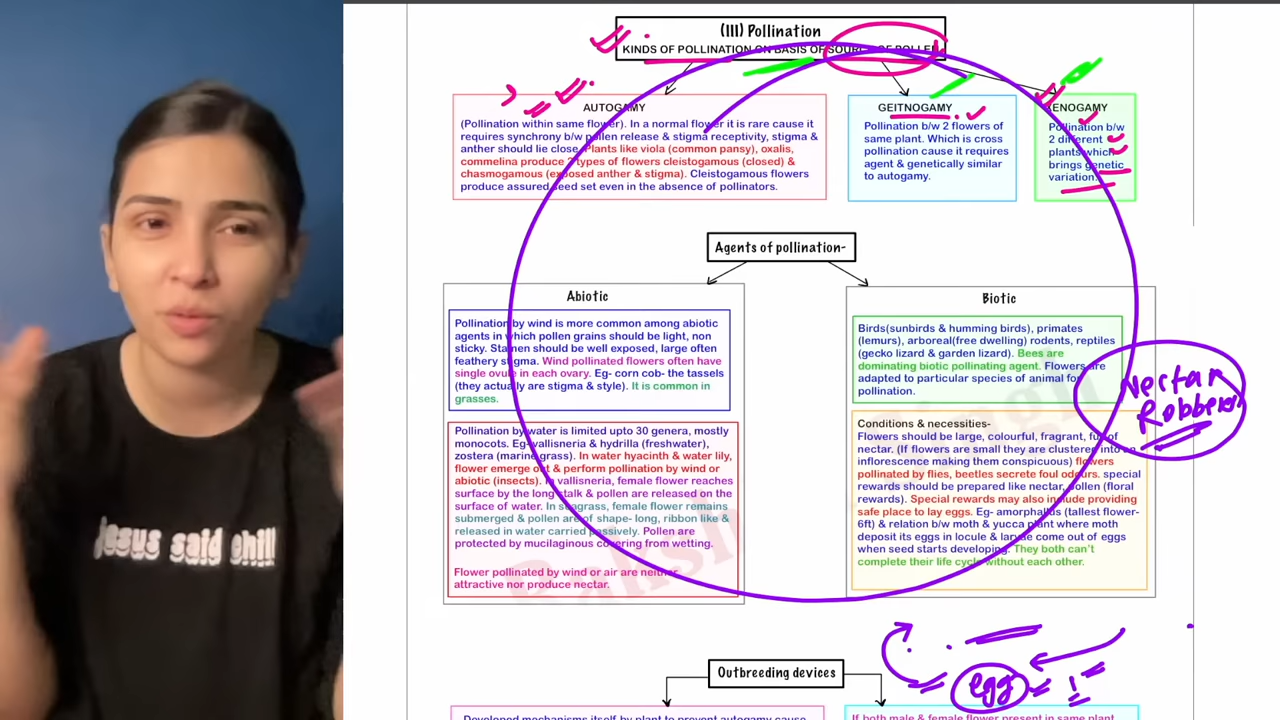 (III) Pollination
KINDS OF POLLINATION ON BASIS OF SOURCE OF POLLEN
AUTOGAMY
(Pollination within same flower). In a normal flower it is rare cause it
requires synchrony b/w pollen release & stigma receptivity, stigma &
anther should lie close. Plants like viola (common pansy), oxalis,
commelina produce 2 types of flowers cleistogamous (closed) &
chasmogamous (exposed anther & stigma). Cleistogamous flowers
produce assured seed set even in the absence of pollinators.
GEITNOGAMY
Pollination b/w 2 flowers of
same plant. Which is cross
pollination cause it requires
agent & genetically similar
to autogamy.
XENOGAMY
Pollination b/w
2 different
plants which
brings genetic
variation.
Agents of pollination-
Abiotic
Pollination by wind is more common among abiotic
agents in which pollen grains should be light, non
sticky. Stamen should be well exposed, large often
feathery stigma. Wind pollinated flowers often have
single ovule in each ovary. Eg- corn cob- the tassels
(they actually are stigma & style). It is common in
grasses.
Pollination by water is limited upto 30 genera, mostly
monocots. Eg- vallisneria & hydrilla (freshwater),
zostera (marine grass). In water hyacinth & water lily,
flower emerge out & perform pollination by wind or
abiotic (insects). In vallisneria, female flower reaches
surface by the long stalk & pollen are released on the
surface of water. In seagrass, female flower remains
submerged & pollen are of shape- long, ribbon like &
released in water carried passively. Pollen are
protected by mucilaginous covering from wetting.
Flower pollinated by wind or air are neither
attractive nor produce nectar.
Biotic
Birds(sunbirds & humming birds), primates
(lemurs), arboreal(free dwelling) rodents, reptiles
(gecko lizard & garden lizard). Bees are
dominating biotic pollinating agent. Flowers are
adapted to particular species of animal for
pollination.
Nectar
Robbers
Conditions & necessities-
Flowers should be large, colourful, fragrant, full of
nectar. (If flowers are small they are clustered into an
inflorescence making them conspicuous) flowers
pollinated by flies, beetles secrete foul odours. special
rewards should be prepared like nectar, pollen (floral
rewards). Special rewards may also include providing
safe place to lay eggs. Eg- amorphallus (tallest flower-
6ft) & relation b/w moth & yucca plant where moth
deposit its eggs in locule & larvae come out of eggs
when seed starts developing. They both can't
complete their life cycle without each other.
egg
Outbreeding devices
Developed mechanisms itself by plant to prevent autogamy cause
If both male & female flower present in same plant
jesus said chill